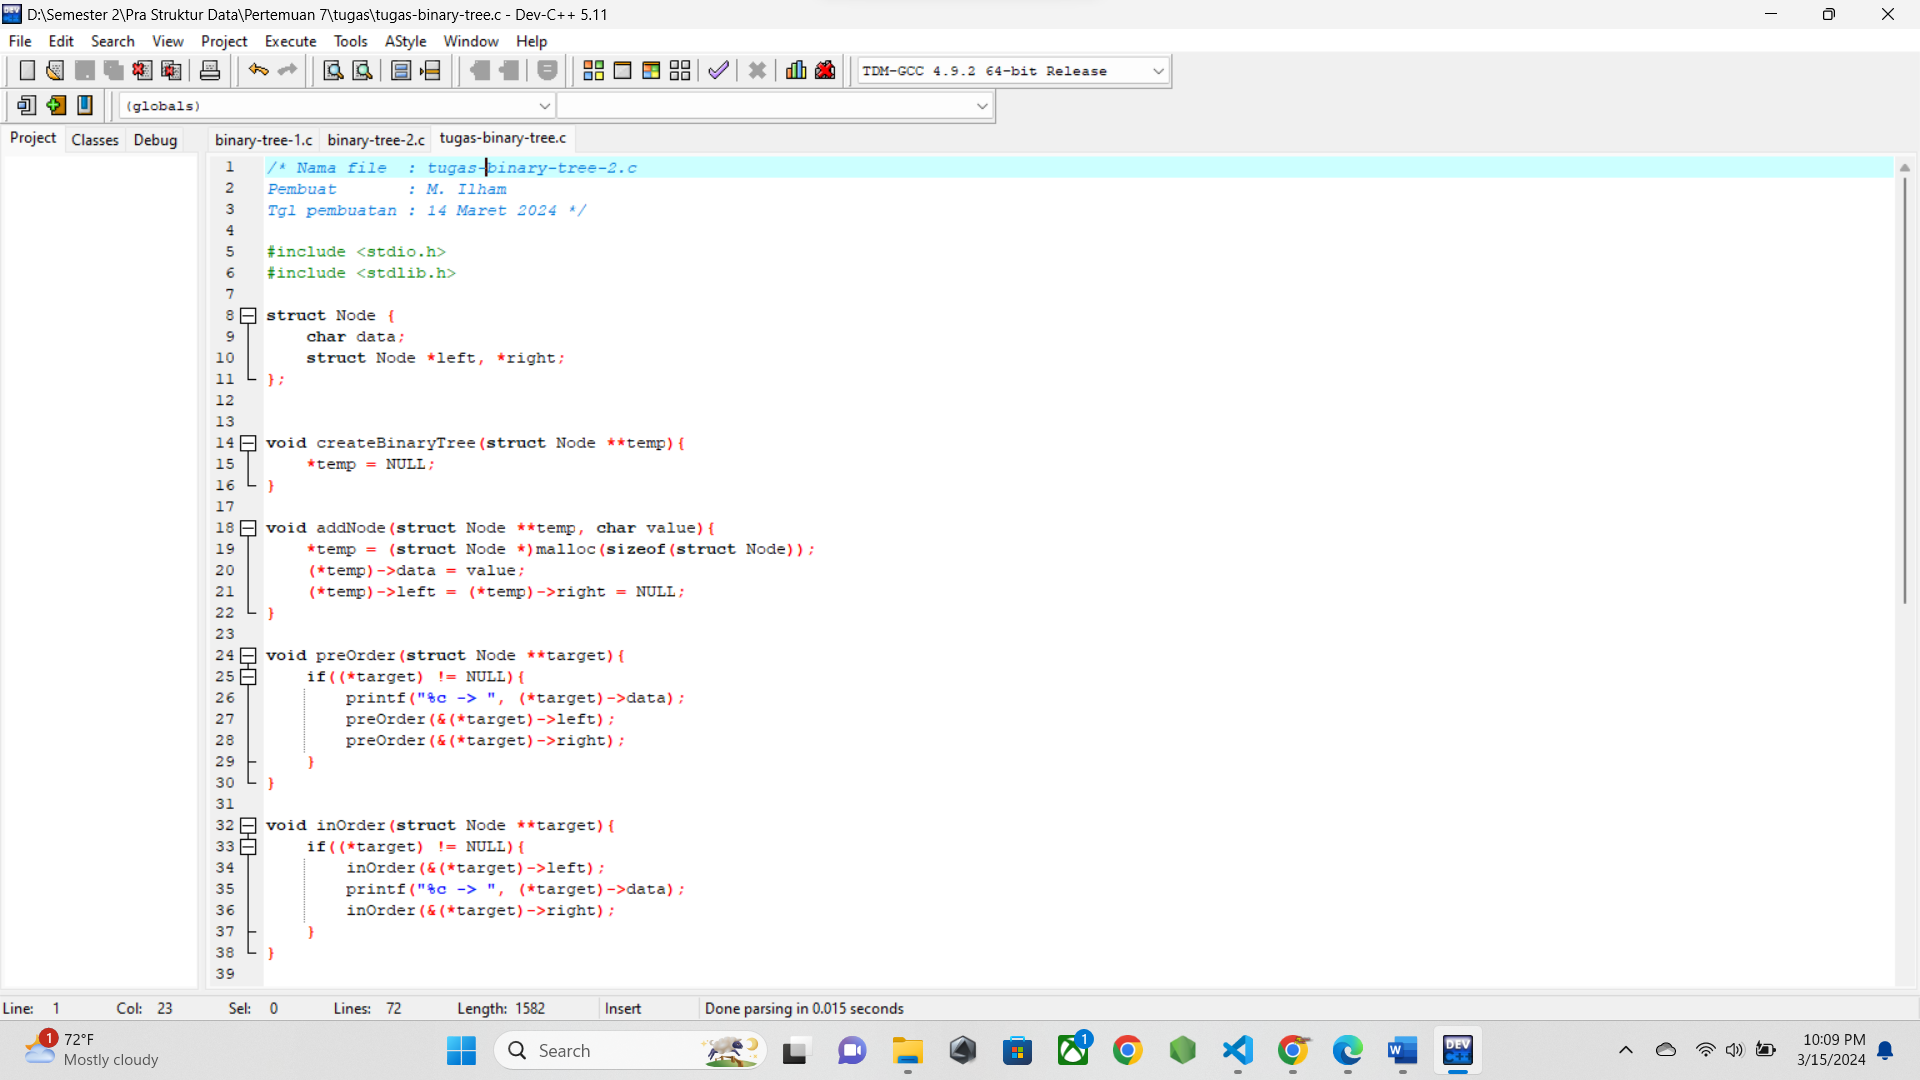 D:\Semester 2\Pra Struktur Data\Pertemuan 7\tugas\tugas-binary-tree.c - Dev-C++ 5.11
File Edit Search View Project Execute Tools AStyle Window Help
TDM-GCC 4.9.2 64-bit Release
(globals)
Project Classes Debug binary-tree-1.c binary-tree-2.c tugas-binary-tree.c
1 /* Nama file  : tugas-binary-tree-2.c
2 Pembuat       : M. Ilham
3 Tgl pembuatan : 14 Maret 2024 */
4
5 #include <stdio.h>
6 #include <stdlib.h>
7
8 struct Node {
9     char data;
10     struct Node *left, *right;
11 };
12
13
14 void createBinaryTree(struct Node **temp){
15     *temp = NULL;
16 }
17
18 void addNode(struct Node **temp, char value){
19     *temp = (struct Node *)malloc(sizeof(struct Node));
20     (*temp)->data = value;
21     (*temp)->left = (*temp)->right = NULL;
22 }
23
24 void preOrder(struct Node **target){
25     if((*target) != NULL){
26         printf("%c -> ", (*target)->data);
27         preOrder(&(*target)->left);
28         preOrder(&(*target)->right);
29     }
30 }
31
32 void inOrder(struct Node **target){
33     if((*target) != NULL){
34         inOrder(&(*target)->left);
35         printf("%c -> ", (*target)->data);
36         inOrder(&(*target)->right);
37     }
38 }
39
Line: 1 Col: 23 Sel: 0 Lines: 72 Length: 1582 Insert Done parsing in 0.015 seconds
1 72°F
Mostly cloudy
Search
1
DEV C++
10:09 PM
3/15/2024